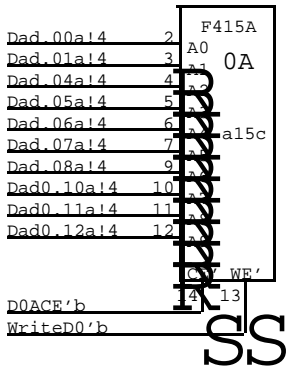 F415A
Dad.00a!4 2 A0 0A
Dad.01a!4 3 A1
Dad.04a!4 4 A2
Dad.05a!4 5
Dad.06a!4 6 a15c
Dad.07a!4 7
Dad.08a!4 9
Dad0.10a!4 10
Dad0.11a!4 11
Dad0.12a!4 12
WE'
14 13
D0ACE'b
WriteD0'b
SS